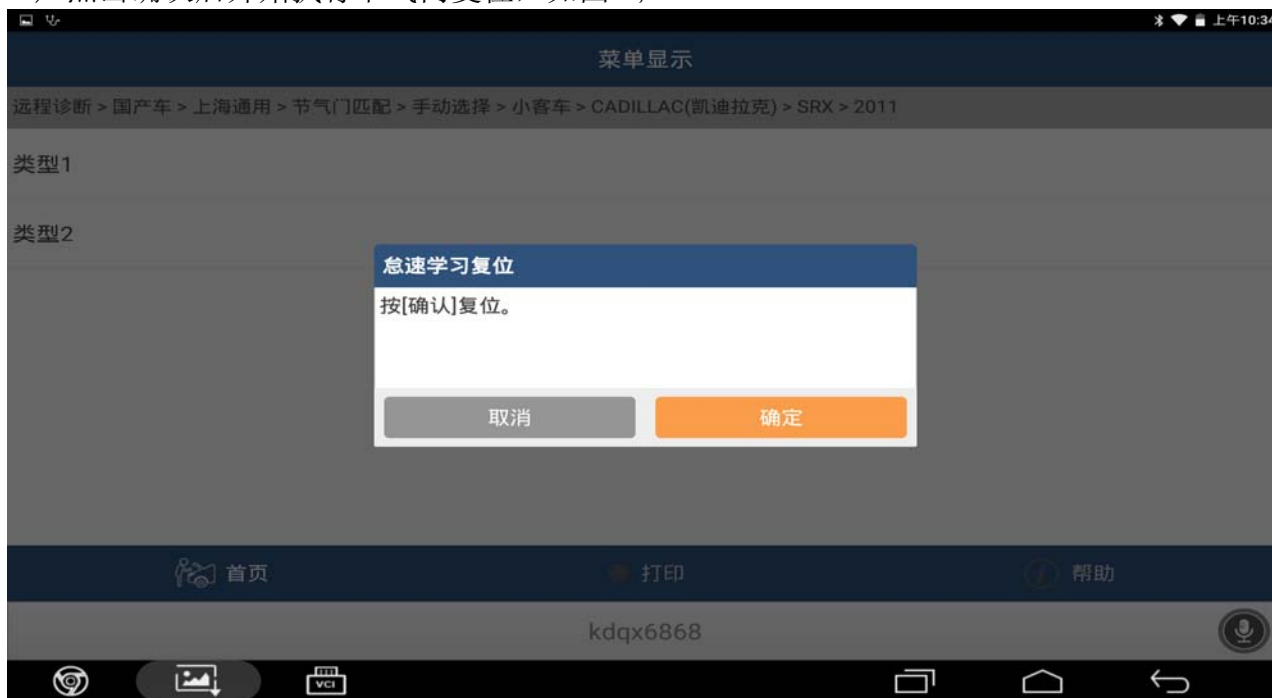 上午10:34
菜单显示
远程诊断 > 国产车 > 上海通用 > 节气门匹配 > 手动选择 > 小客车 > CADILLAC(凯迪拉克) > SRX > 2011
类型1
类型2
怠速学习复位
按[确认]复位。
取消
确定
首页
打印
帮助
kdqx6868
VCI